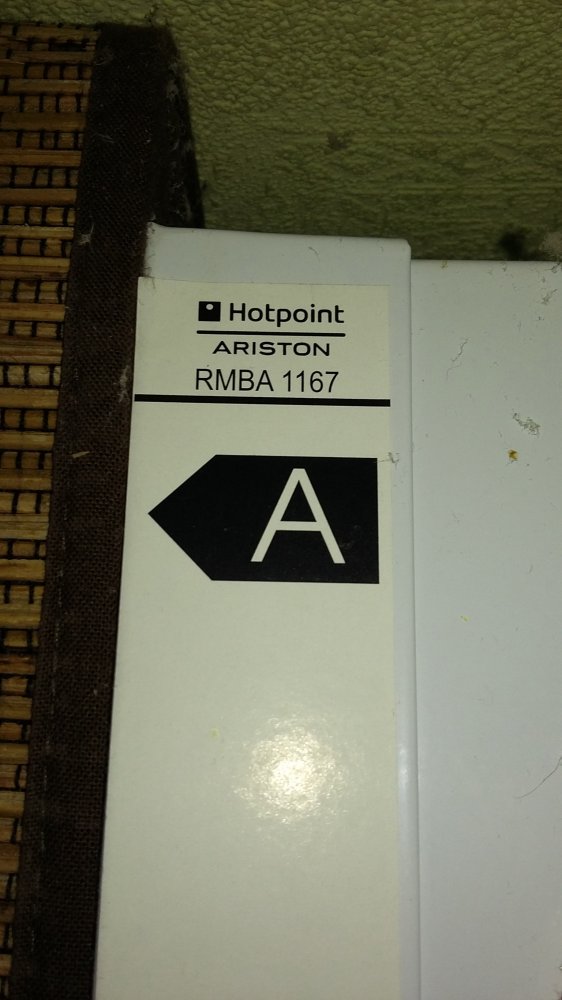 Hotpoint
ARISTON
RMBA 1167
A